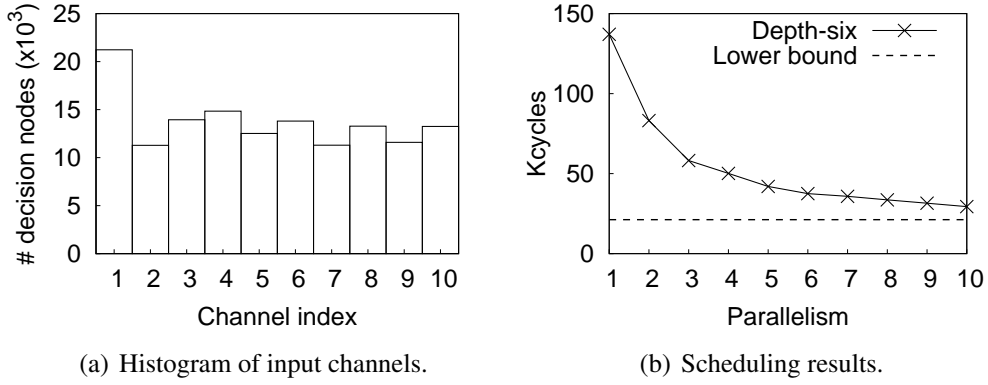 # decision nodes (x10³)
25
20
15
10
5
0
1 2 3 4 5 6 7 8 9 10
Channel index
(a) Histogram of input channels.
Kcycles
150
100
50
0
Depth-six
Lower bound
1 2 3 4 5 6 7 8 9 10
Parallelism
(b) Scheduling results.